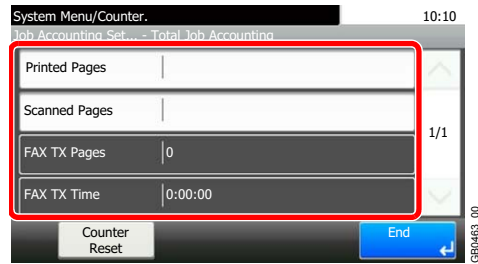 System Menu/Counter.
10:10
Job Accounting Set... - Total Job Accounting
Printed Pages
Scanned Pages
1/1
FAX TX Pages 0
FAX TX Time 0:00:00
Counter
Reset
End
GB0463_00